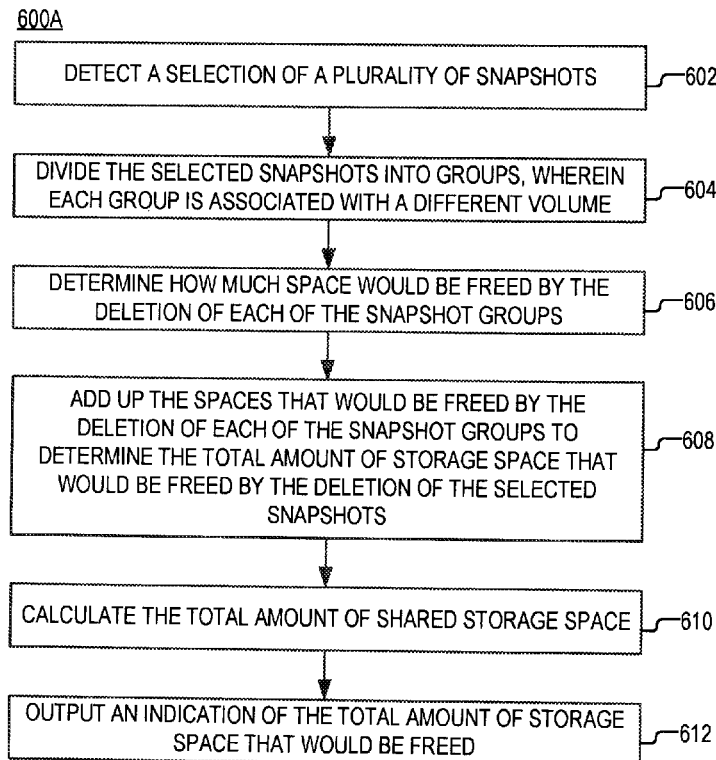 600A
DETECT A SELECTION OF A PLURALITY OF SNAPSHOTS
602
DIVIDE THE SELECTED SNAPSHOTS INTO GROUPS, WHEREIN
EACH GROUP IS ASSOCIATED WITH A DIFFERENT VOLUME
604
DETERMINE HOW MUCH SPACE WOULD BE FREED BY THE
DELETION OF EACH OF THE SNAPSHOT GROUPS
606
ADD UP THE SPACES THAT WOULD BE FREED BY THE
DELETION OF EACH OF THE SNAPSHOT GROUPS TO
DETERMINE THE TOTAL AMOUNT OF STORAGE SPACE THAT
WOULD BE FREED BY THE DELETION OF THE SELECTED
SNAPSHOTS
608
CALCULATE THE TOTAL AMOUNT OF SHARED STORAGE SPACE
610
OUTPUT AN INDICATION OF THE TOTAL AMOUNT OF STORAGE
SPACE THAT WOULD BE FREED
612